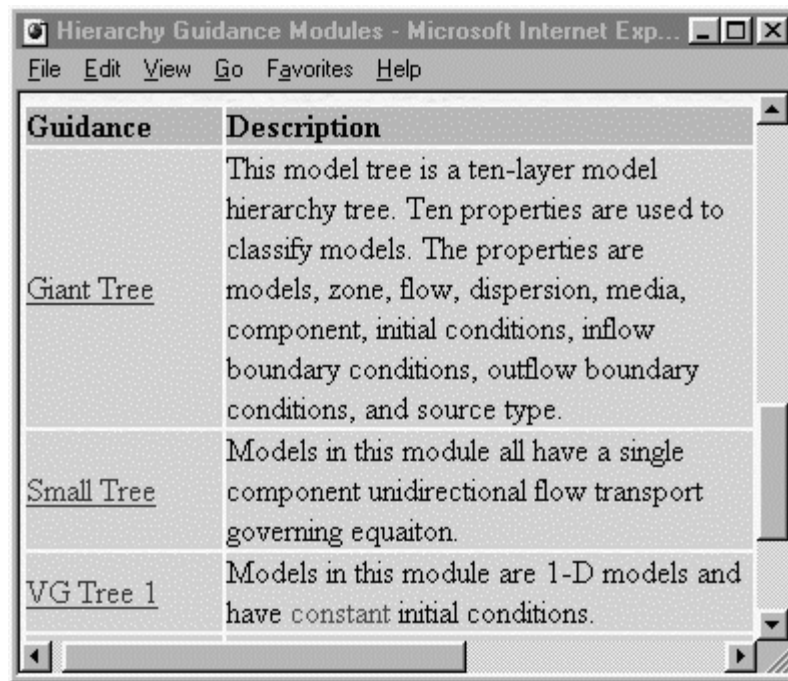 Hierarchy Guidance Modules - Microsoft Internet Exp...
File Edit View Go Favorites Help
Guidance Description
Giant Tree
This model tree is a ten-layer model
hierarchy tree. Ten properties are used to
classify models. The properties are
models, zone, flow, dispersion, media,
component, initial conditions, inflow
boundary conditions, outflow boundary
conditions, and source type.
Small Tree
Models in this module all have a single
component unidirectional flow transport
governing equaiton.
VG Tree 1
Models in this module are 1-D models and
have constant initial conditions.